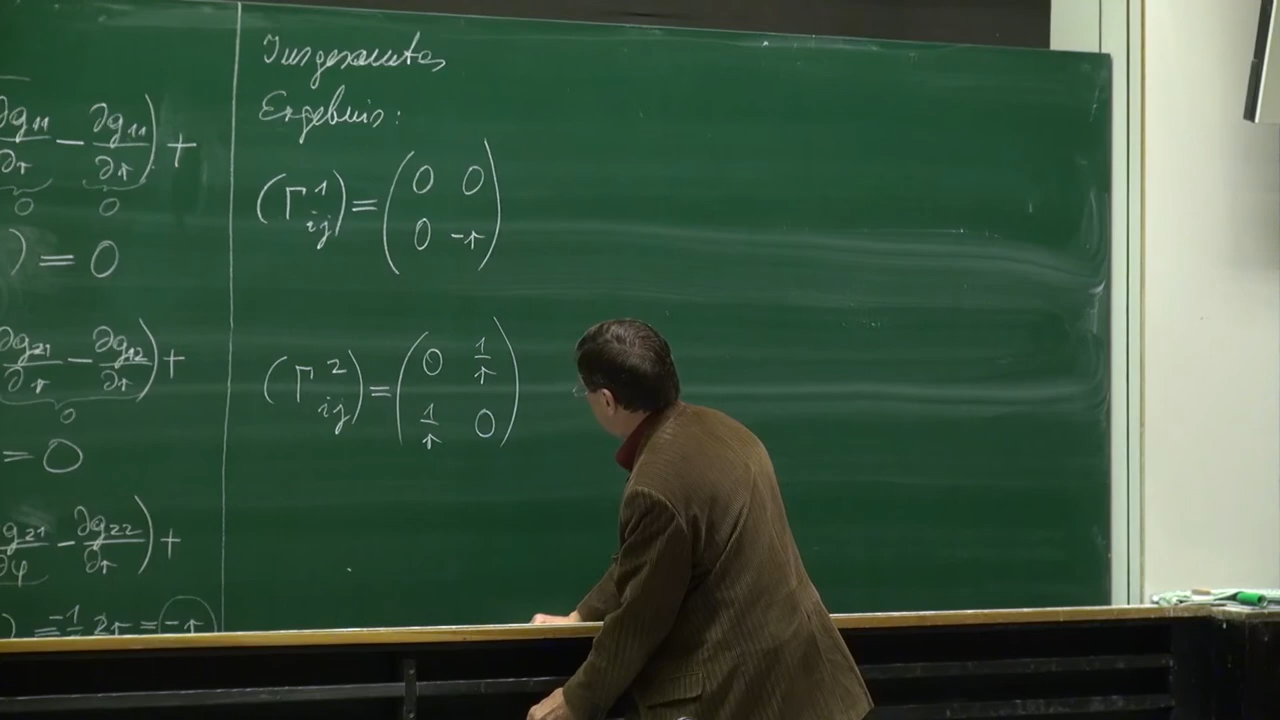 ∂g₁₁/∂r − ∂g₁₁/∂r) +
0 0
) = 0
∂g₂₁/∂r − ∂g₁₂/∂r) +
0
= 0
g₂₁/∂φ − ∂g₂₂/∂r) +
) = −1/ 2r = −r
Insgesamtes
Ergebnis:
(Γ¹ij) = (0 0
0 −r)
(Γ²ij) = (0 1/r
1/r 0)